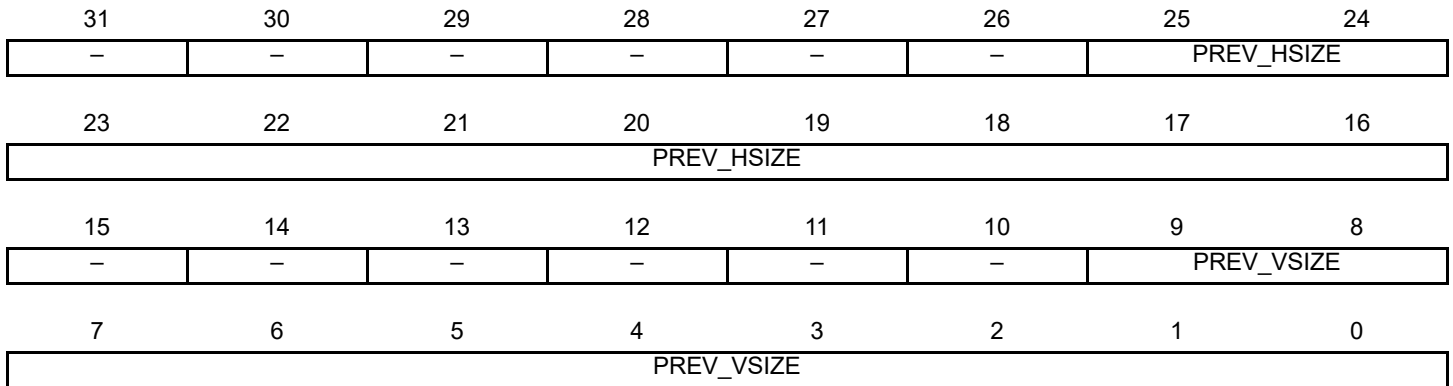 31 30 29 28 27 26 25 24
– – – – – – – PREV_HSIZE
23 22 21 20 19 18 17 16
PREV_HSIZE
15 14 13 12 11 10 9 8
– – – – – – PREV_VSIZE
7 6 5 4 3 2 1 0
PREV_VSIZE